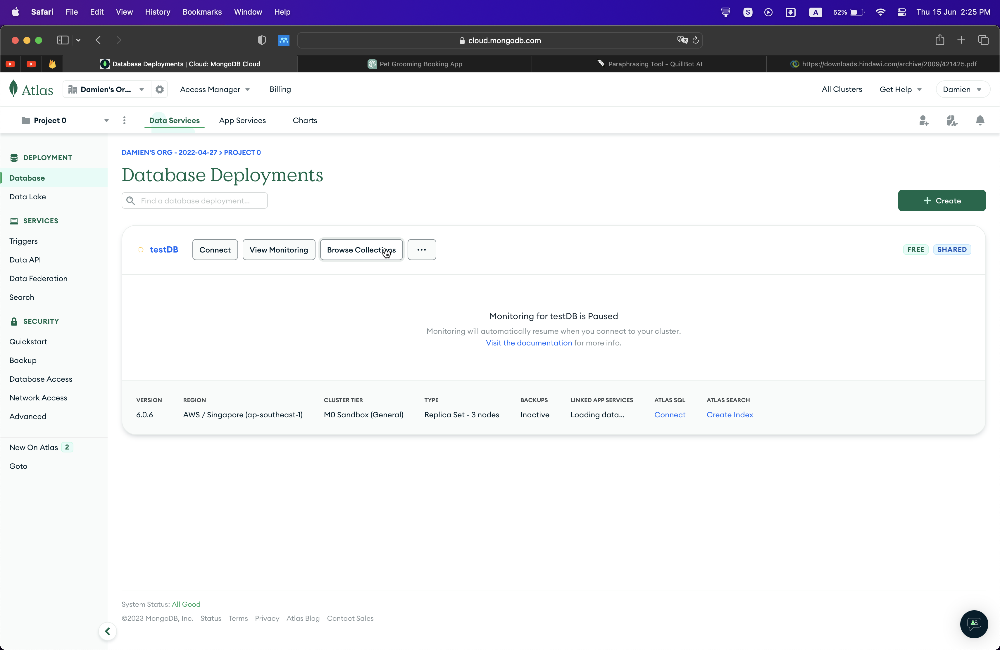 Safari File Edit View History Bookmarks Window Help S A 52% Thu 15 Jun 2:25 PM
cloud.mongodb.com
Database Deployments | Cloud: MongoDB Cloud Pet Grooming Booking App Paraphrasing Tool - QuillBot AI https://downloads.hindawi.com/archive/2009/421425.pdf
Atlas Damien's Or... Access Manager Billing All Clusters Get Help Damien
Project 0 Data Services App Services Charts
DEPLOYMENT
Database
Data Lake
SERVICES
Triggers
Data API
Data Federation
Search
SECURITY
Quickstart
Backup
Database Access
Network Access
Advanced
New On Atlas 2
Goto
DAMIEN'S ORG - 2022-04-27 > PROJECT 0
Database Deployments
Find a database deployment...
+ Create
testDB Connect View Monitoring Browse Collections ... FREE SHARED
Monitoring for testDB is Paused
Monitoring will automatically resume when you connect to your cluster.
Visit the documentation for more info.
VERSION REGION CLUSTER TIER TYPE BACKUPS LINKED APP SERVICES ATLAS SQL ATLAS SEARCH
6.0.6 AWS / Singapore (ap-southeast-1) M0 Sandbox (General) Replica Set - 3 nodes Inactive Loading data... Connect Create Index
System Status: All Good
©2023 MongoDB, Inc. Status Terms Privacy Atlas Blog Contact Sales